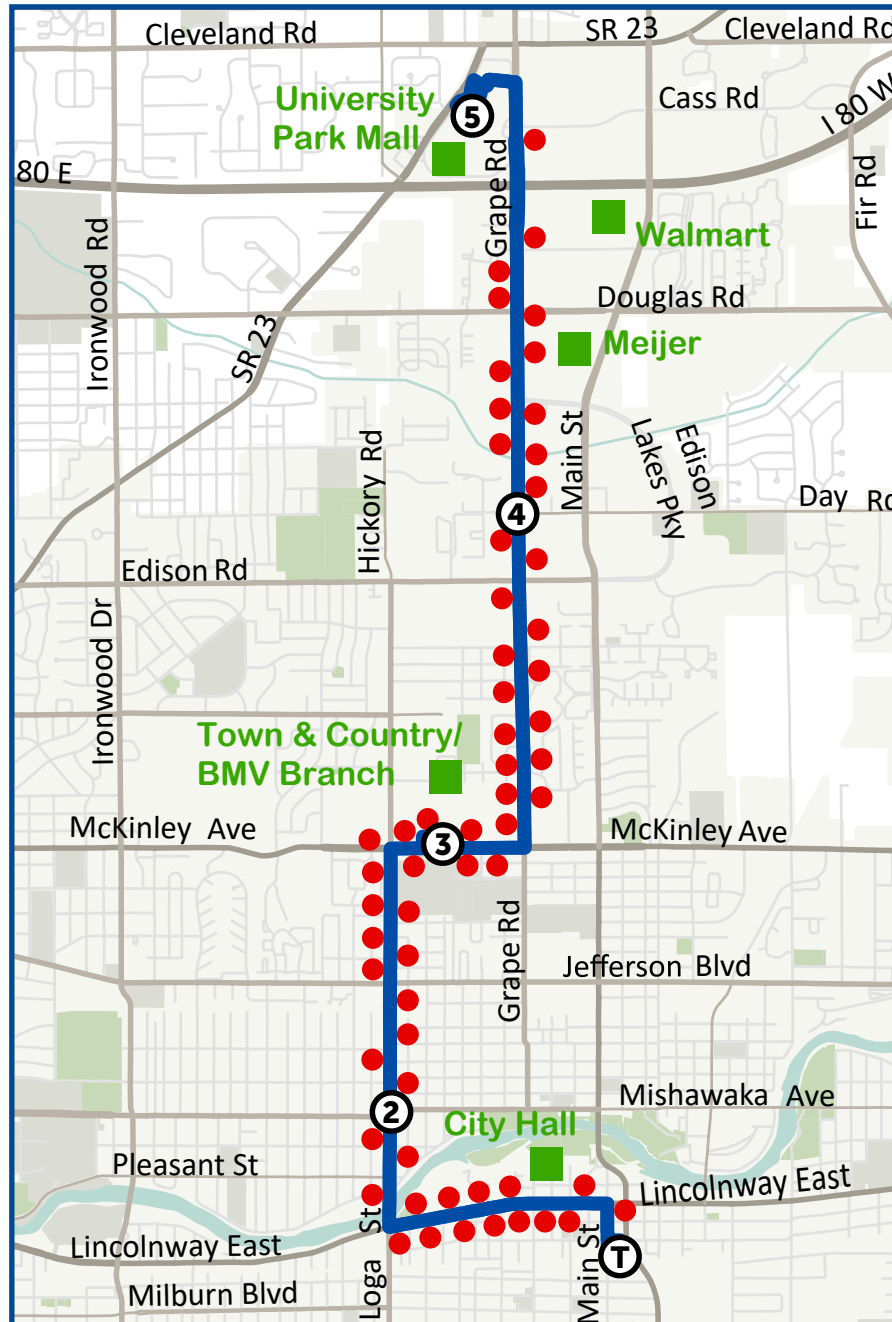 Cleveland Rd
SR 23
Cleveland Rd
University
Park Mall
5
Cass Rd
I 80 W
80 E
Grape Rd
Fir Rd
Ironwood Rd
Walmart
Douglas Rd
SR 23
Meijer
Hickory Rd
Main St
Edison
Lakes Pky
4
Day Rd
Edison Rd
Ironwood Dr
Town & Country/
BMV Branch
McKinley Ave
3
McKinley Ave
Grape Rd
Jefferson Blvd
2
Mishawaka Ave
City Hall
Pleasant St
Lincolnway East
Lincolnway East
Loga St
Main St
T
Milburn Blvd